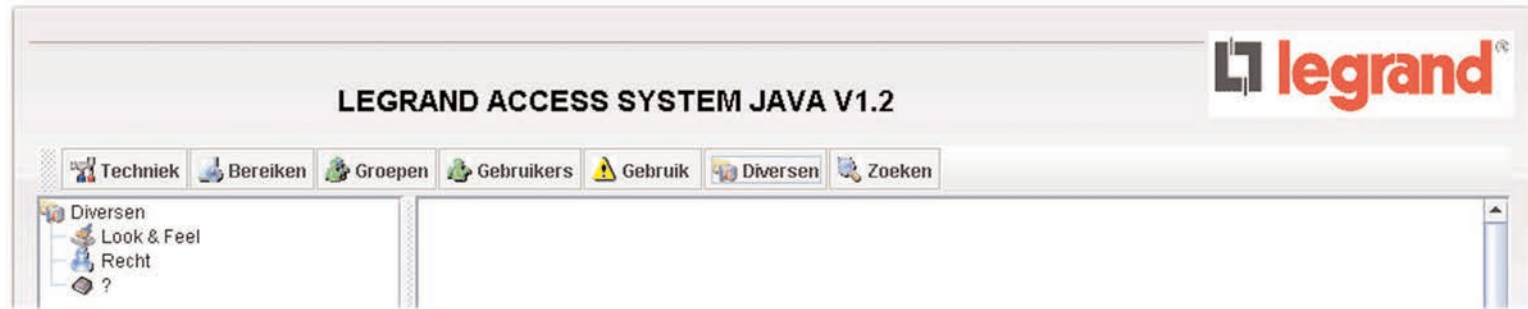 legrand®
LEGRAND ACCESS SYSTEM JAVA V1.2
Techniek Bereiken Groepen Gebruikers Gebruik Diversen Zoeken
Diversen
Look & Feel
Recht
?